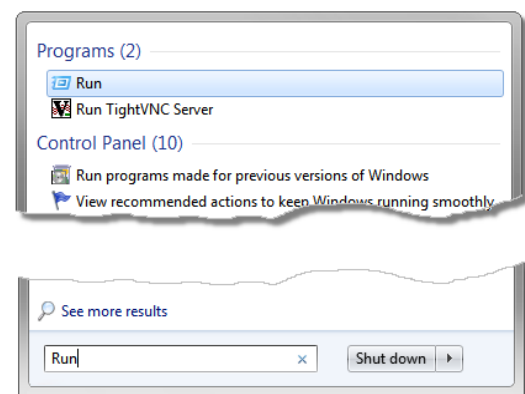 Programs (2)
Run
Run TightVNC Server
Control Panel (10)
Run programs made for previous versions of Windows
View recommended actions to keep Windows running smoothly
See more results
Run
Shut down